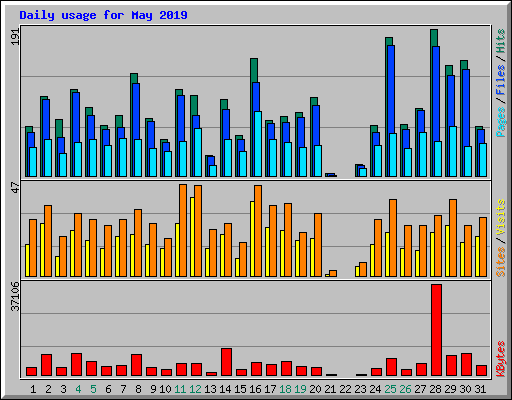 Daily usage for May 2019
191
Pages / Files / Hits
47
Sites / Visits
37106
KBytes
1 2 3 4 5 6 7 8 9 10 11 12 13 14 15 16 17 18 19 20 21 22 23 24 25 26 27 28 29 30 31